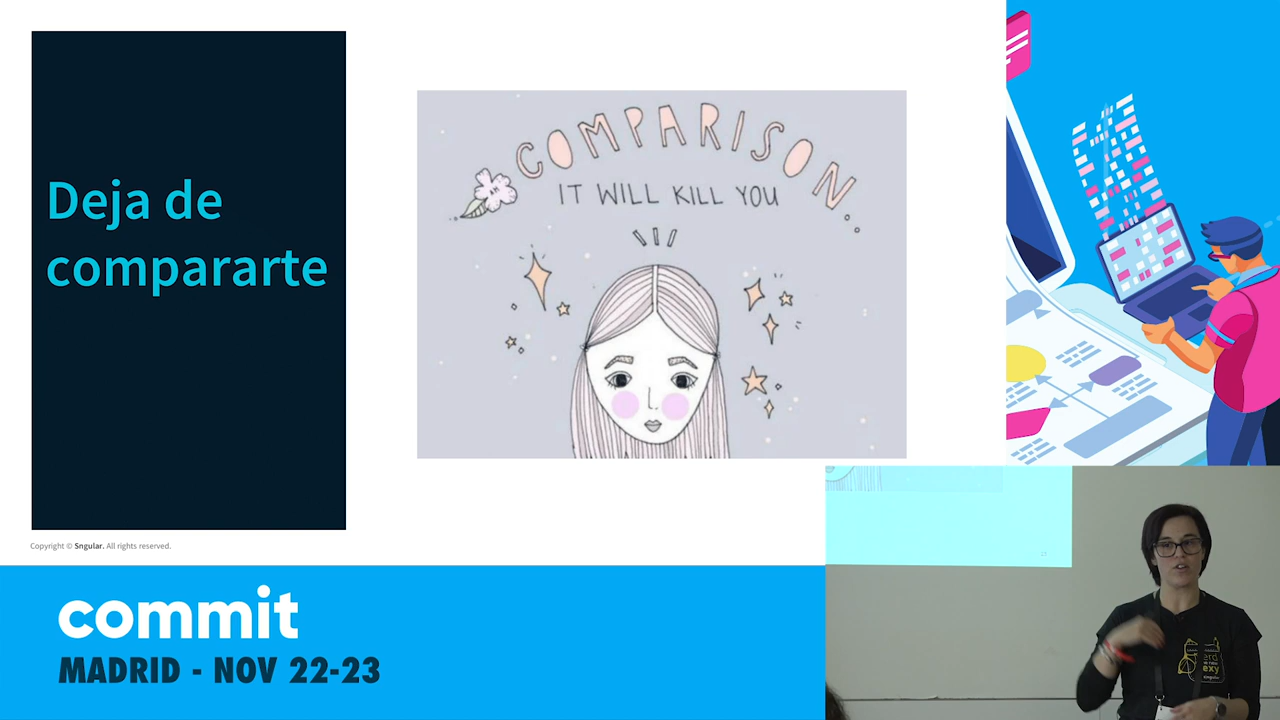 Deja de
compararte
COMPARISON...
IT WILL KILL YOU
Copyright © Sngular. All rights reserved.
commit
MADRID - NOV 22-23